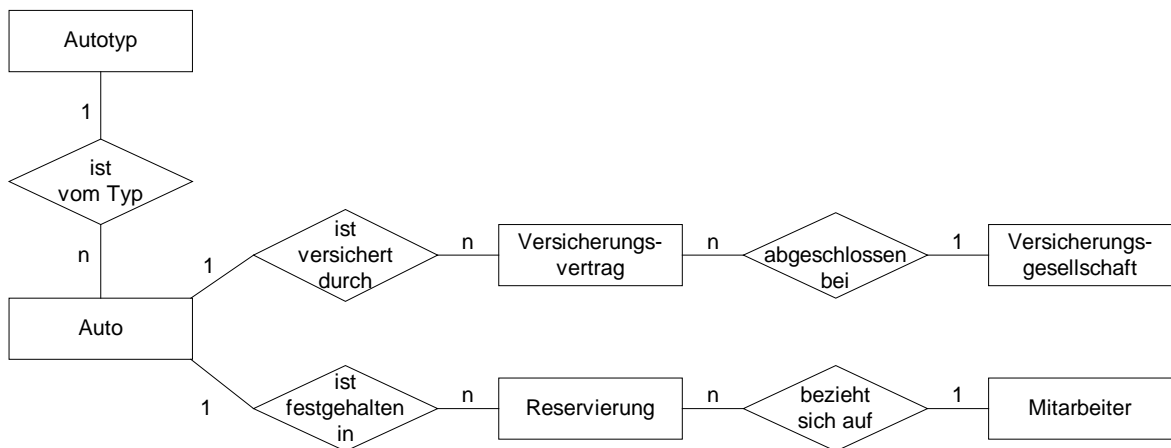 Autotyp
1
ist
vom Typ
n
Auto
1
ist
versichert
durch
n
Versicherungs-
vertrag
n
abgeschlossen
bei
1
Versicherungs-
gesellschaft
1
ist
festgehalten
in
n
Reservierung
n
bezieht
sich auf
1
Mitarbeiter